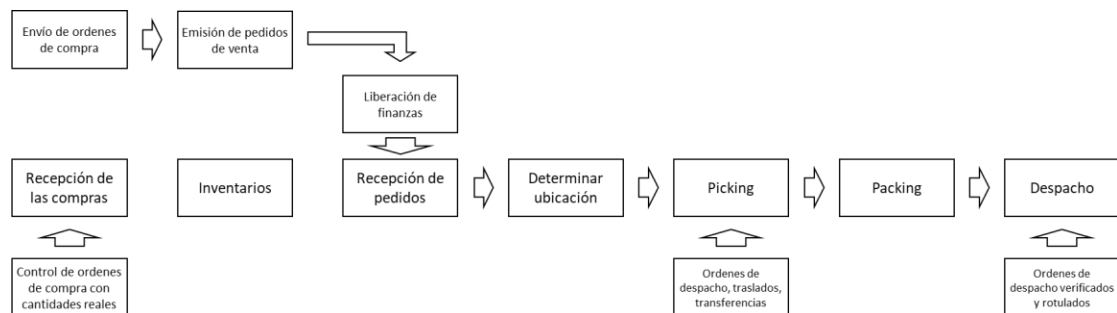 Envío de ordenes
de compra
Emisión de pedidos
de venta
Liberación de
finanzas
Recepción de
las compras
Inventarios
Recepción de
pedidos
Determinar
ubicación
Picking
Packing
Despacho
Control de ordenes
de compra con
cantidades reales
Ordenes de
despacho, traslados,
transferencias
Ordenes de
despacho verificados
y rotulados